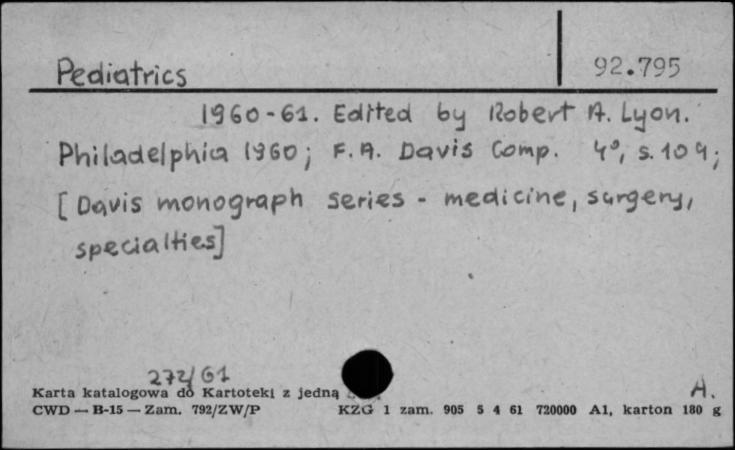 Pediatrics 92.795
1960-61. Edited by Robert A. Lyon.
Philadelphia 1960; F.A. Davis Comp. 4°, s.109;
[Davis monograph series - medicine, surgery,
specialties]
272/61
Karta katalogowa do Kartoteki z jedną
A.
CWD — B-15 — Zam. 792/ZW/P KZG 1 zam. 905 5 4 61 720000 A1, karton 180 g